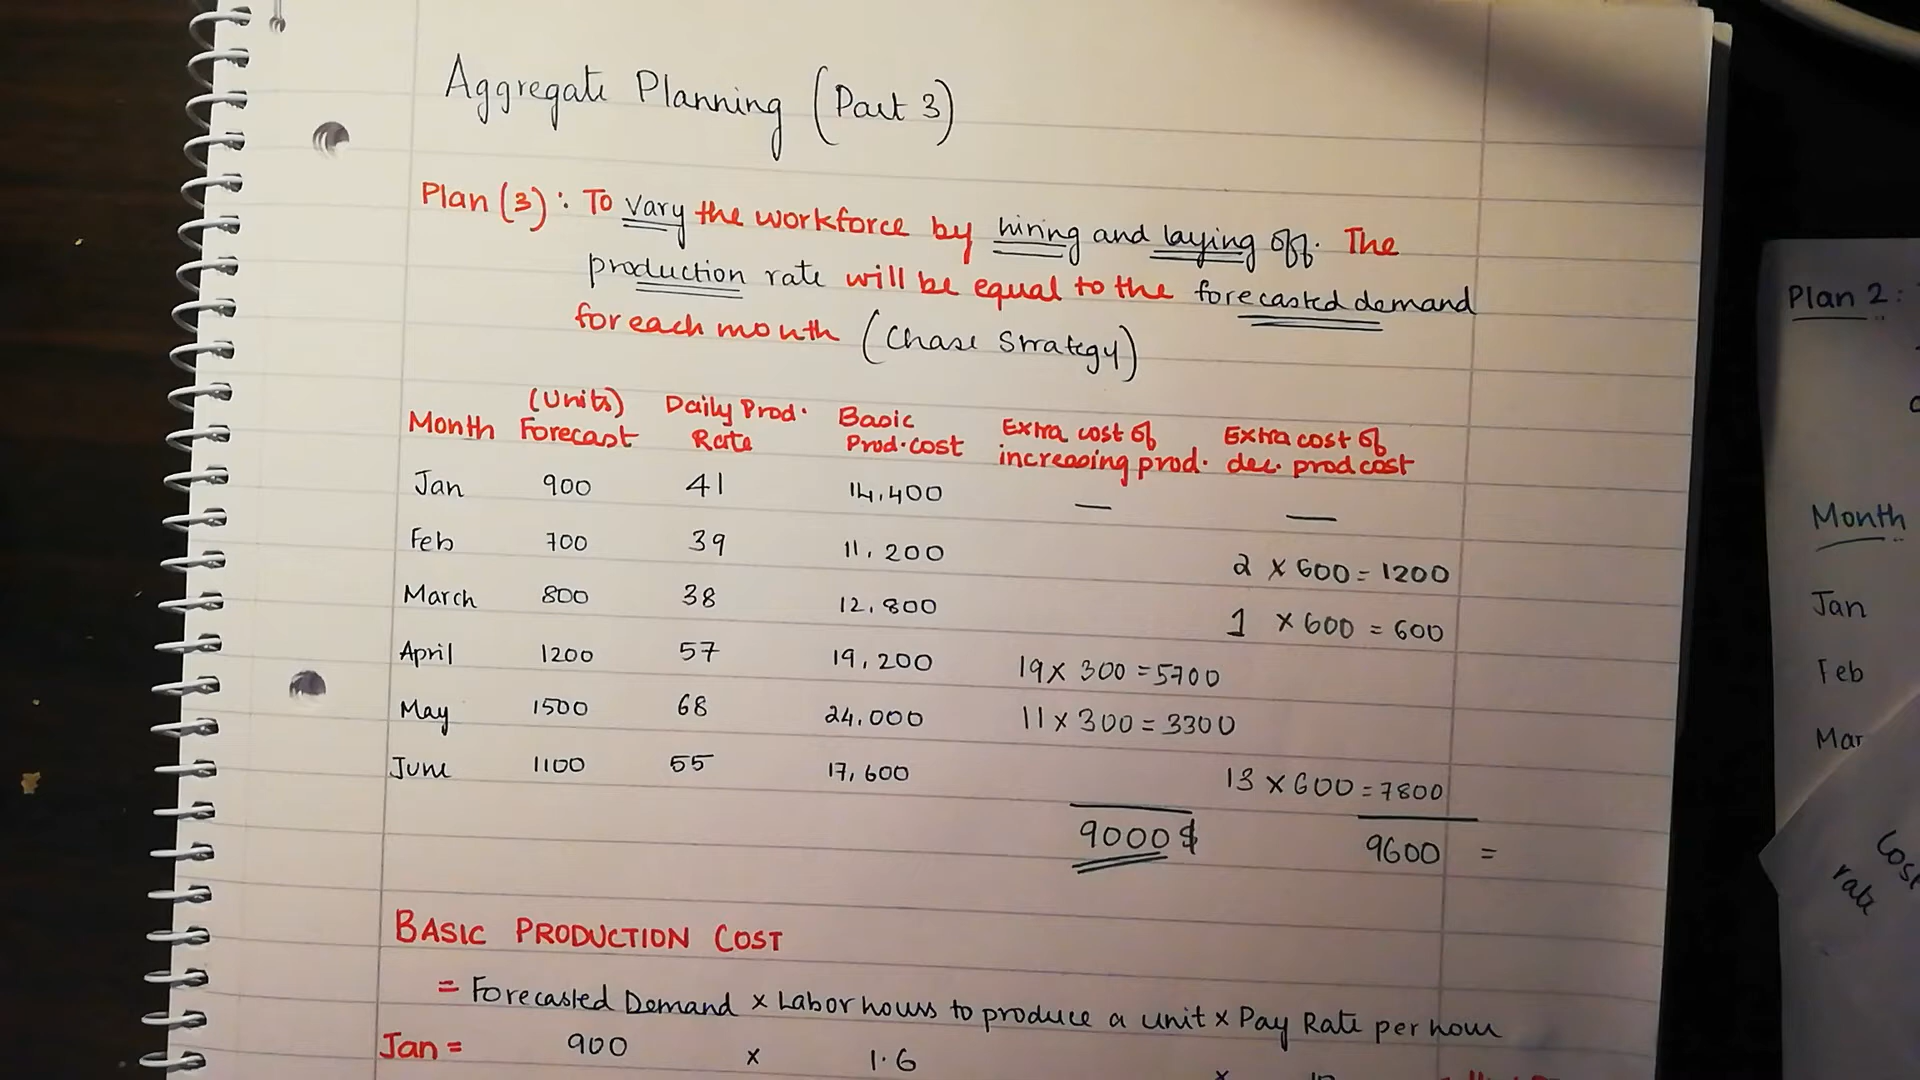 Aggregate Planning (Part 3)
Plan (3): To vary the workforce by hiring and laying off. The
production rate will be equal to the forecasted demand
for each month (Chase Strategy)
Month (Units) Forecast Daily Prod. Rate Basic Prod. cost Extra cost of increasing prod. Extra cost of dec. prod cost
Jan 900 41 14,400 — —
Feb 700 39 11,200 2 × 600 = 1200
March 800 38 12,800 1 × 600 = 600
April 1200 57 19,200 19 × 300 = 5700
May 1500 68 24,000 11 × 300 = 3300
June 1100 55 17,600 13 × 600 = 7800
9000$ 9600 =
BASIC PRODUCTION COST
= Forecasted Demand × Labor hours to produce a unit × Pay Rate per hour
Jan = 900 × 1.6 ×
Plan 2:
Month
Jan
Feb
Mar
Cost
rate